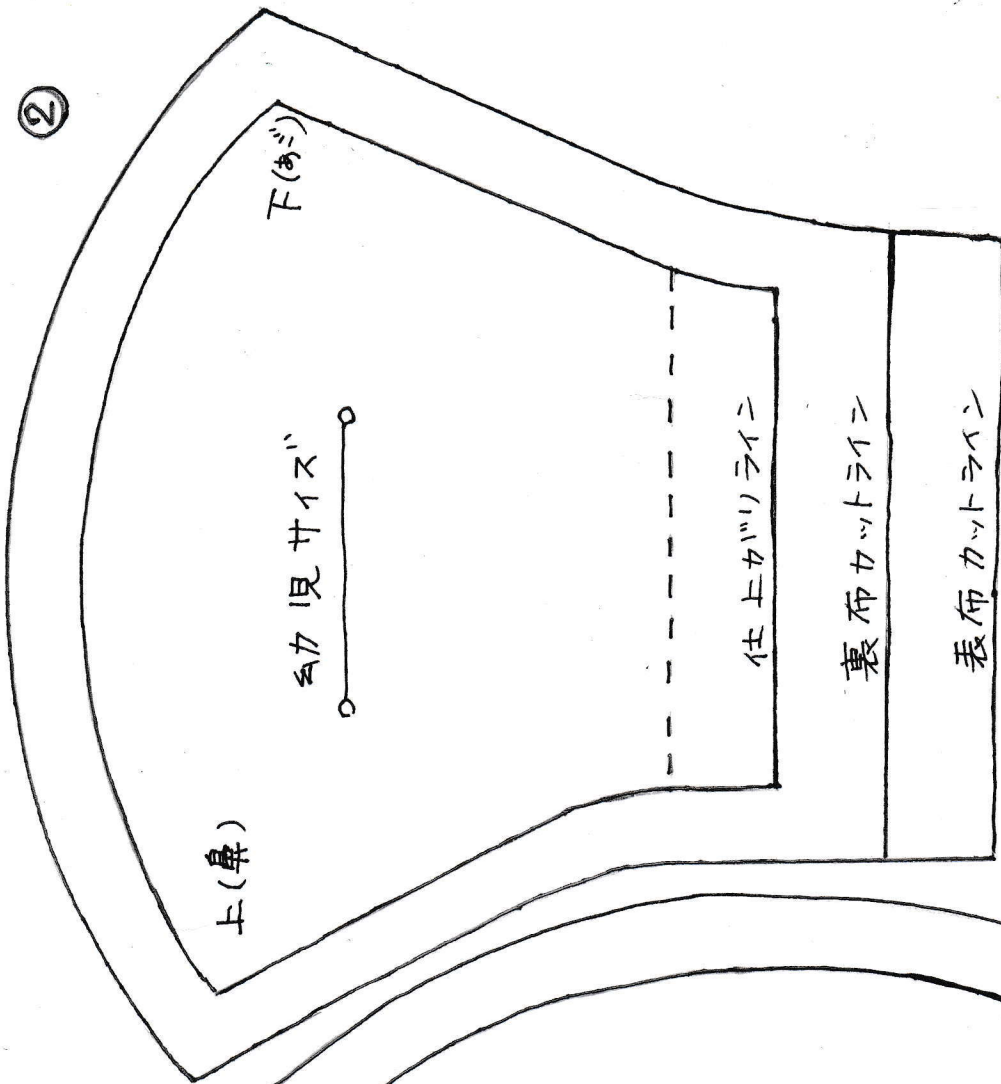 ②
下(あご)
上(鼻)
幼児サイズ
仕上がりライン
裏布カットライン
表布カットライン